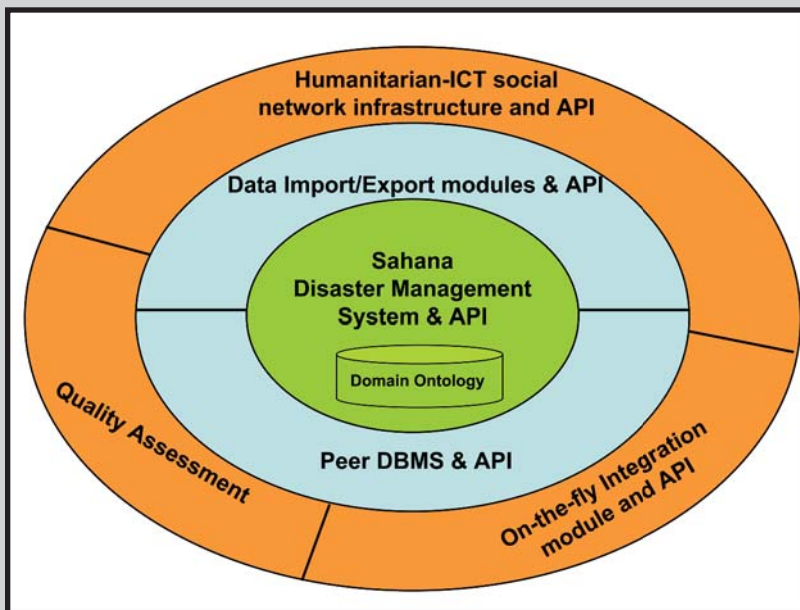 Humanitarian-ICT social
network infrastructure and API
Data Import/Export modules & API
Sahana
Disaster Management
System & API
Domain Ontology
Peer DBMS & API
Quality Assessment
On-the-fly Integration
module and API